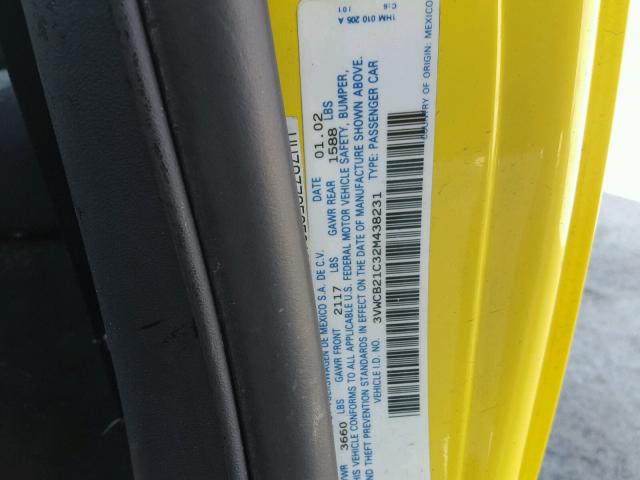 1HM 010 205 A
VOLKSWAGEN DE MEXICO S.A. DE C.V. DATE 01.02
3660 LBS GAWR FRONT 2117 LBS GAWR REAR 1588 LBS
THIS VEHICLE CONFORMS TO ALL APPLICABLE U.S. FEDERAL MOTOR VEHICLE SAFETY, BUMPER,
AND THEFT PREVENTION STANDARDS IN EFFECT ON THE DATE OF MANUFACTURE SHOWN ABOVE.
VEHICLE I.D. NO. 3VWCB21C32M438231 TYPE: PASSENGER CAR
COUNTRY OF ORIGIN: MEXICO